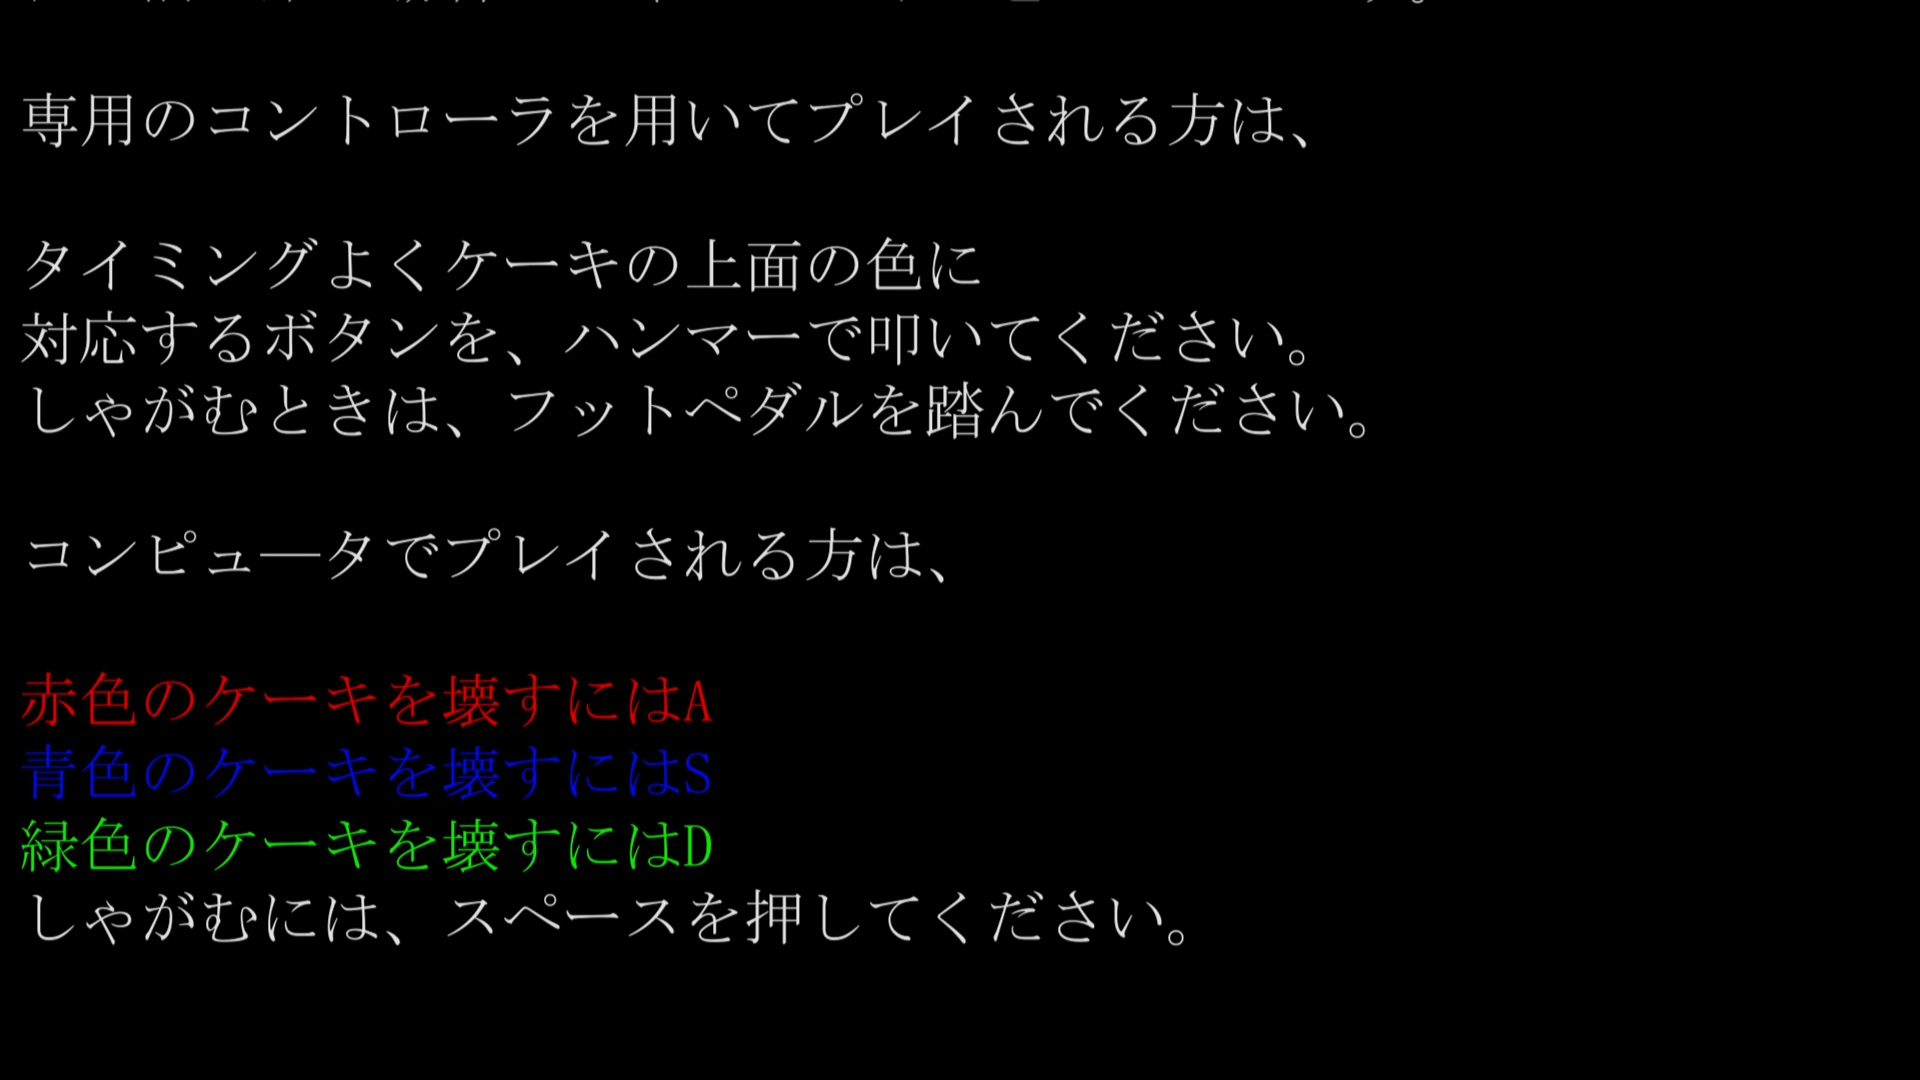 専用のコントローラを用いてプレイされる方は、
タイミングよくケーキの上面の色に
対応するボタンを、ハンマーで叩いてください。
しゃがむときは、フットペダルを踏んでください。
コンピュ―タでプレイされる方は、
赤色のケーキを壊すにはA
青色のケーキを壊すにはS
緑色のケーキを壊すにはD
しゃがむには、スペースを押してください。